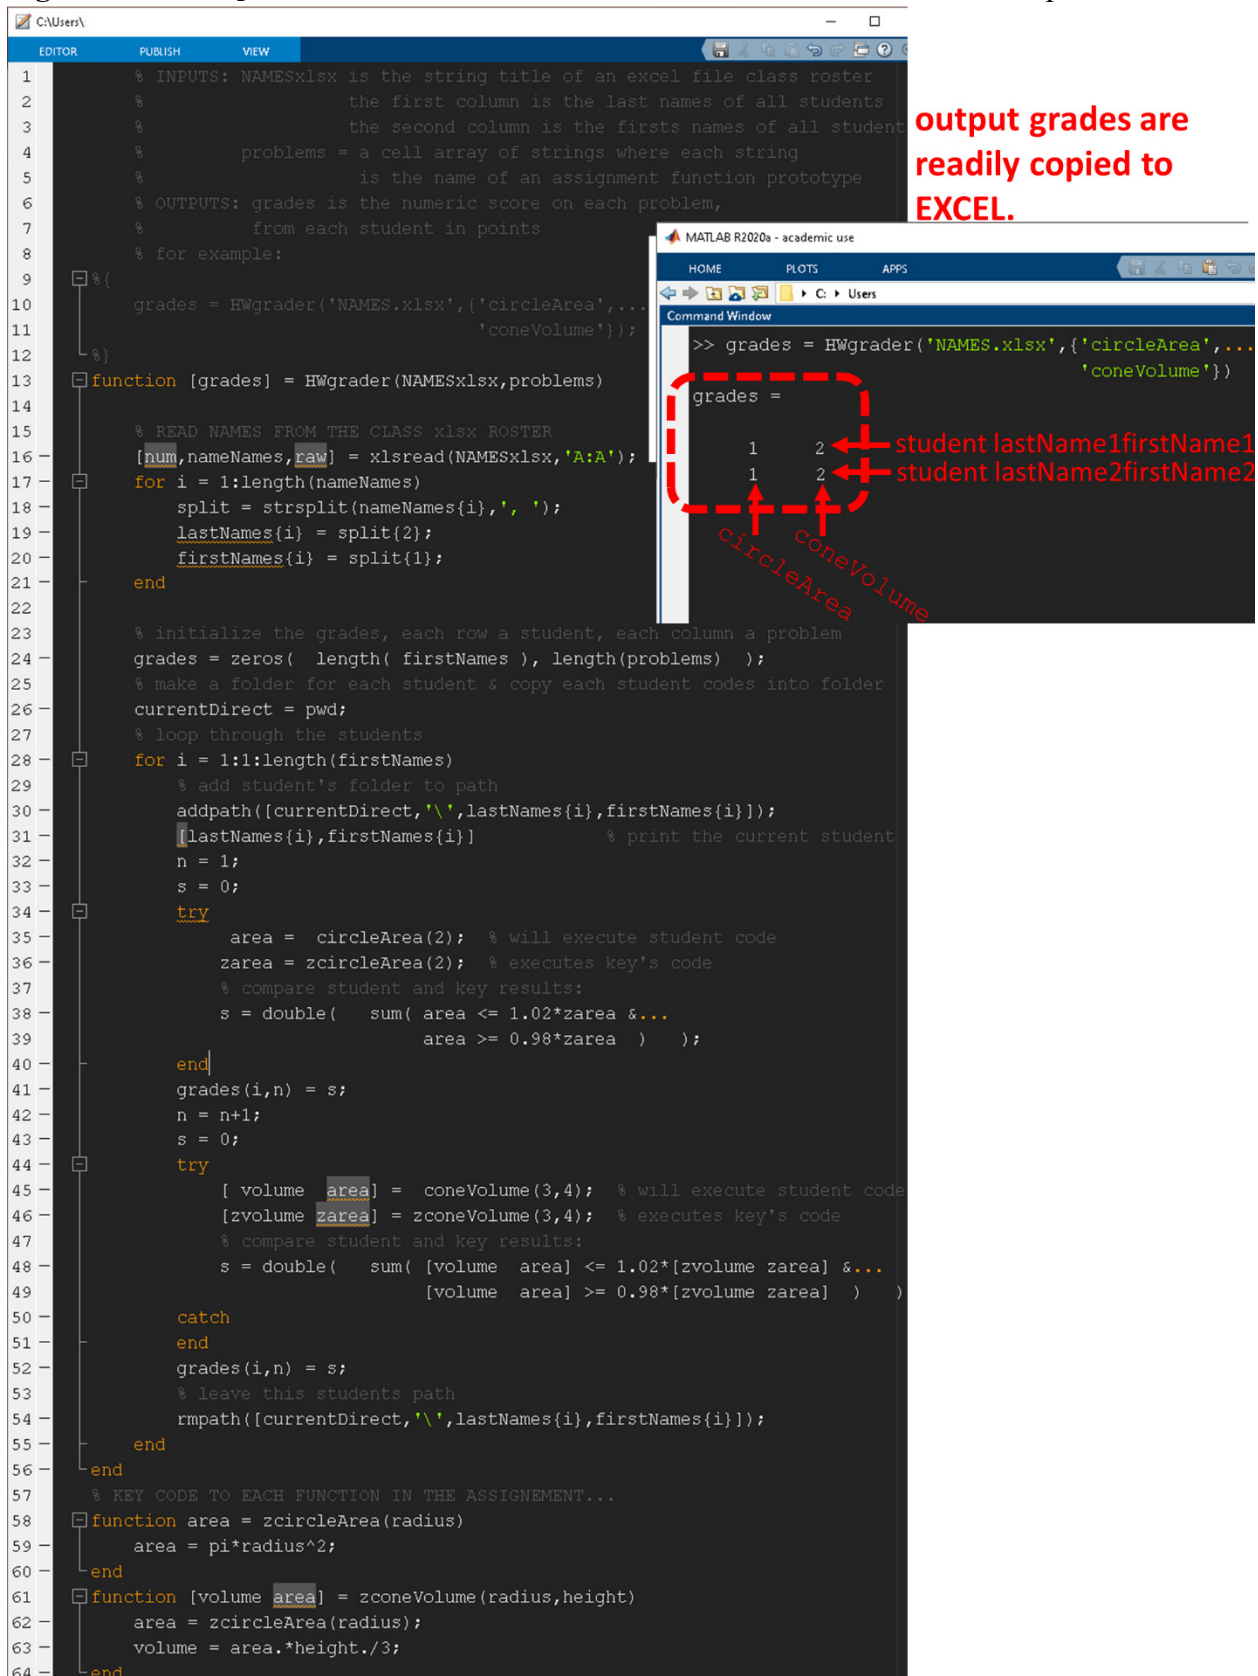 C:\Users\
EDITOR PUBLISH VIEW
1 % INPUTS: NAMESxlsx is the string title of an excel file class roster
2 % the first column is the last names of all students
3 % the second column is the firsts names of all student
4 % problems = a cell array of strings where each string
5 % is the name of an assignment function prototype
6 % OUTPUTS: grades is the numeric score on each problem,
7 % from each student in points
8 % for example:
9 %{
10 grades = HWgrader('NAMES.xlsx',{'circleArea',...
11 'coneVolume'});
12 %}
13 function [grades] = HWgrader(NAMESxlsx,problems)
14
15 % READ NAMES FROM THE CLASS xlsx ROSTER
16 [num,nameNames,raw] = xlsread(NAMESxlsx,'A:A');
17 for i = 1:length(nameNames)
18 split = strsplit(nameNames{i},', ');
19 lastNames{i} = split{2};
20 firstNames{i} = split{1};
21 end
22
23 % initialize the grades, each row a student, each column a problem
24 grades = zeros( length( firstNames ), length(problems) );
25 % make a folder for each student & copy each student codes into folder
26 currentDirect = pwd;
27 % loop through the students
28 for i = 1:1:length(firstNames)
29 % add student's folder to path
30 addpath([currentDirect,'\',lastNames{i},firstNames{i}]);
31 [lastNames{i},firstNames{i}] % print the current student
32 n = 1;
33 s = 0;
34 try
35 area = circleArea(2); % will execute student code
36 zarea = zcircleArea(2); % executes key's code
37 % compare student and key results:
38 s = double( sum( area <= 1.02*zarea &...
39 area >= 0.98*zarea ) );
40 end
41 grades(i,n) = s;
42 n = n+1;
43 s = 0;
44 try
45 [ volume area] = coneVolume(3,4); % will execute student code
46 [zvolume zarea] = zconeVolume(3,4); % executes key's code
47 % compare student and key results:
48 s = double( sum( [volume area] <= 1.02*[zvolume zarea] &...
49 [volume area] >= 0.98*[zvolume zarea] ) )
50 catch
51 end
52 grades(i,n) = s;
53 % leave this students path
54 rmpath([currentDirect,'\',lastNames{i},firstNames{i}]);
55 end
56 end
57 % KEY CODE TO EACH FUNCTION IN THE ASSIGNEMENT...
58 function area = zcircleArea(radius)
59 area = pi*radius^2;
60 end
61 function [volume area] = zconeVolume(radius,height)
62 area = zcircleArea(radius);
63 volume = area.*height./3;
64 end
output grades are
readily copied to
EXCEL.
MATLAB R2020a - academic use
HOME PLOTS APPS
C: Users
Command Window
>> grades = HWgrader('NAMES.xlsx',{'circleArea',...
'coneVolume'})
grades =
1 2 student lastName1firstName1
1 2 student lastName2firstName2
circleArea
coneVolume